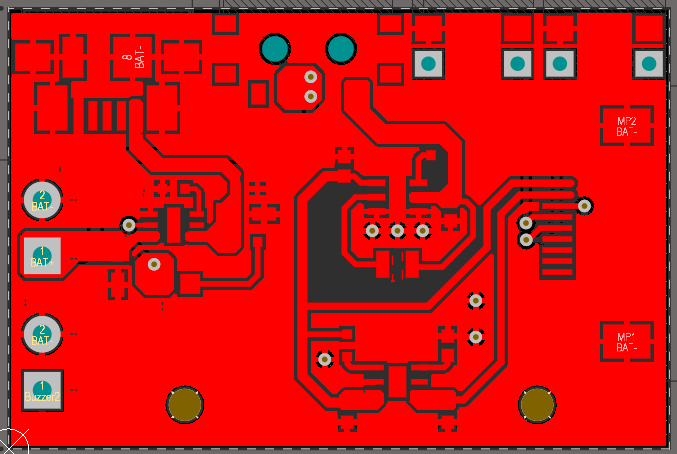 8
BAT-
MP2
BAT-
2
BAT-
1
BAT-
2
BAT-
MP1
BAT-
1
Buzzer2